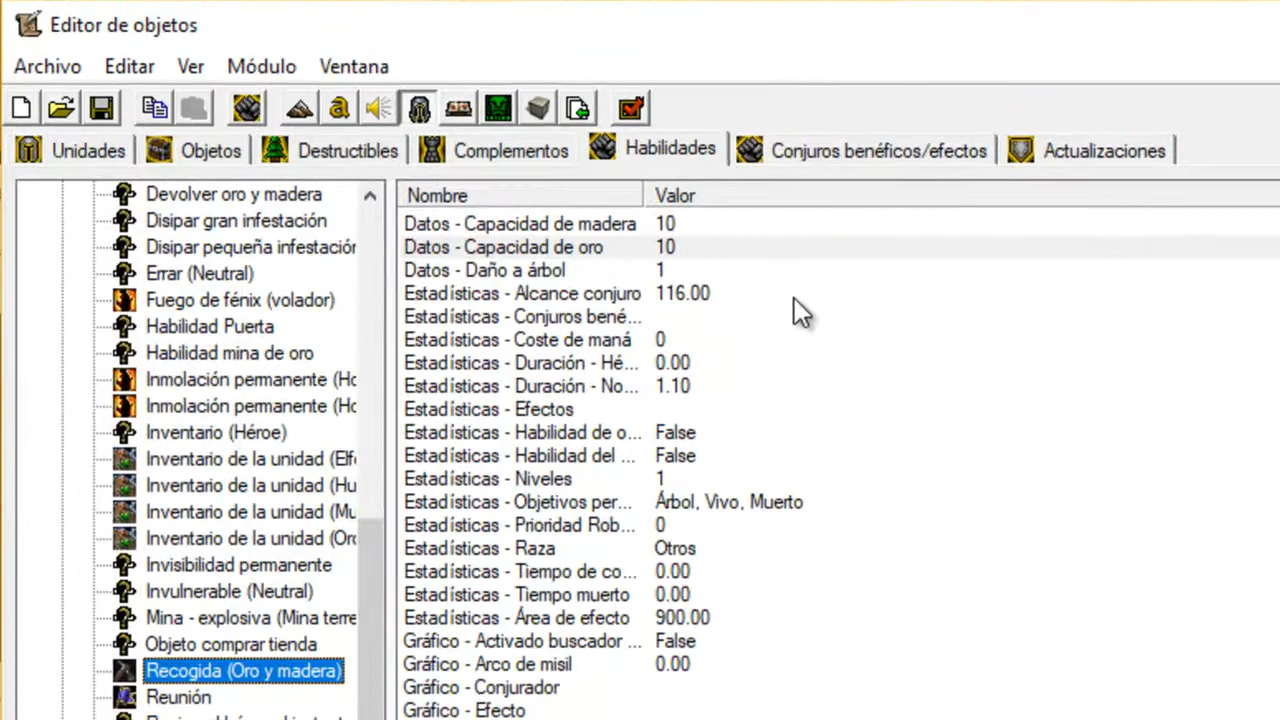 Editor de objetos
Archivo Editar Ver Módulo Ventana
Unidades Objetos Destructibles Complementos Habilidades Conjuros benéficos/efectos Actualizaciones
Devolver oro y madera
Disipar gran infestación
Disipar pequeña infestación
Errar (Neutral)
Fuego de fénix (volador)
Habilidad Puerta
Habilidad mina de oro
Inmolación permanente (Ho
Inmolación permanente (Ho
Inventario (Héroe)
Inventario de la unidad (Elf
Inventario de la unidad (Hu
Inventario de la unidad (Mu
Inventario de la unidad (Orc
Invisibilidad permanente
Invulnerable (Neutral)
Mina - explosiva (Mina terre
Objeto comprar tienda
Recogida (Oro y madera)
Reunión
Nombre Valor
Datos - Capacidad de madera 10
Datos - Capacidad de oro 10
Datos - Daño a árbol 1
Estadísticas - Alcance conjuro 116.00
Estadísticas - Conjuros bené...
Estadísticas - Coste de maná 0
Estadísticas - Duración - Hé... 0.00
Estadísticas - Duración - No... 1.10
Estadísticas - Efectos
Estadísticas - Habilidad de o... False
Estadísticas - Habilidad del ... False
Estadísticas - Niveles 1
Estadísticas - Objetivos per... Árbol, Vivo, Muerto
Estadísticas - Prioridad Rob... 0
Estadísticas - Raza Otros
Estadísticas - Tiempo de co... 0.00
Estadísticas - Tiempo muerto 0.00
Estadísticas - Área de efecto 900.00
Gráfico - Activado buscador ... False
Gráfico - Arco de misil 0.00
Gráfico - Conjurador
Gráfico - Efecto